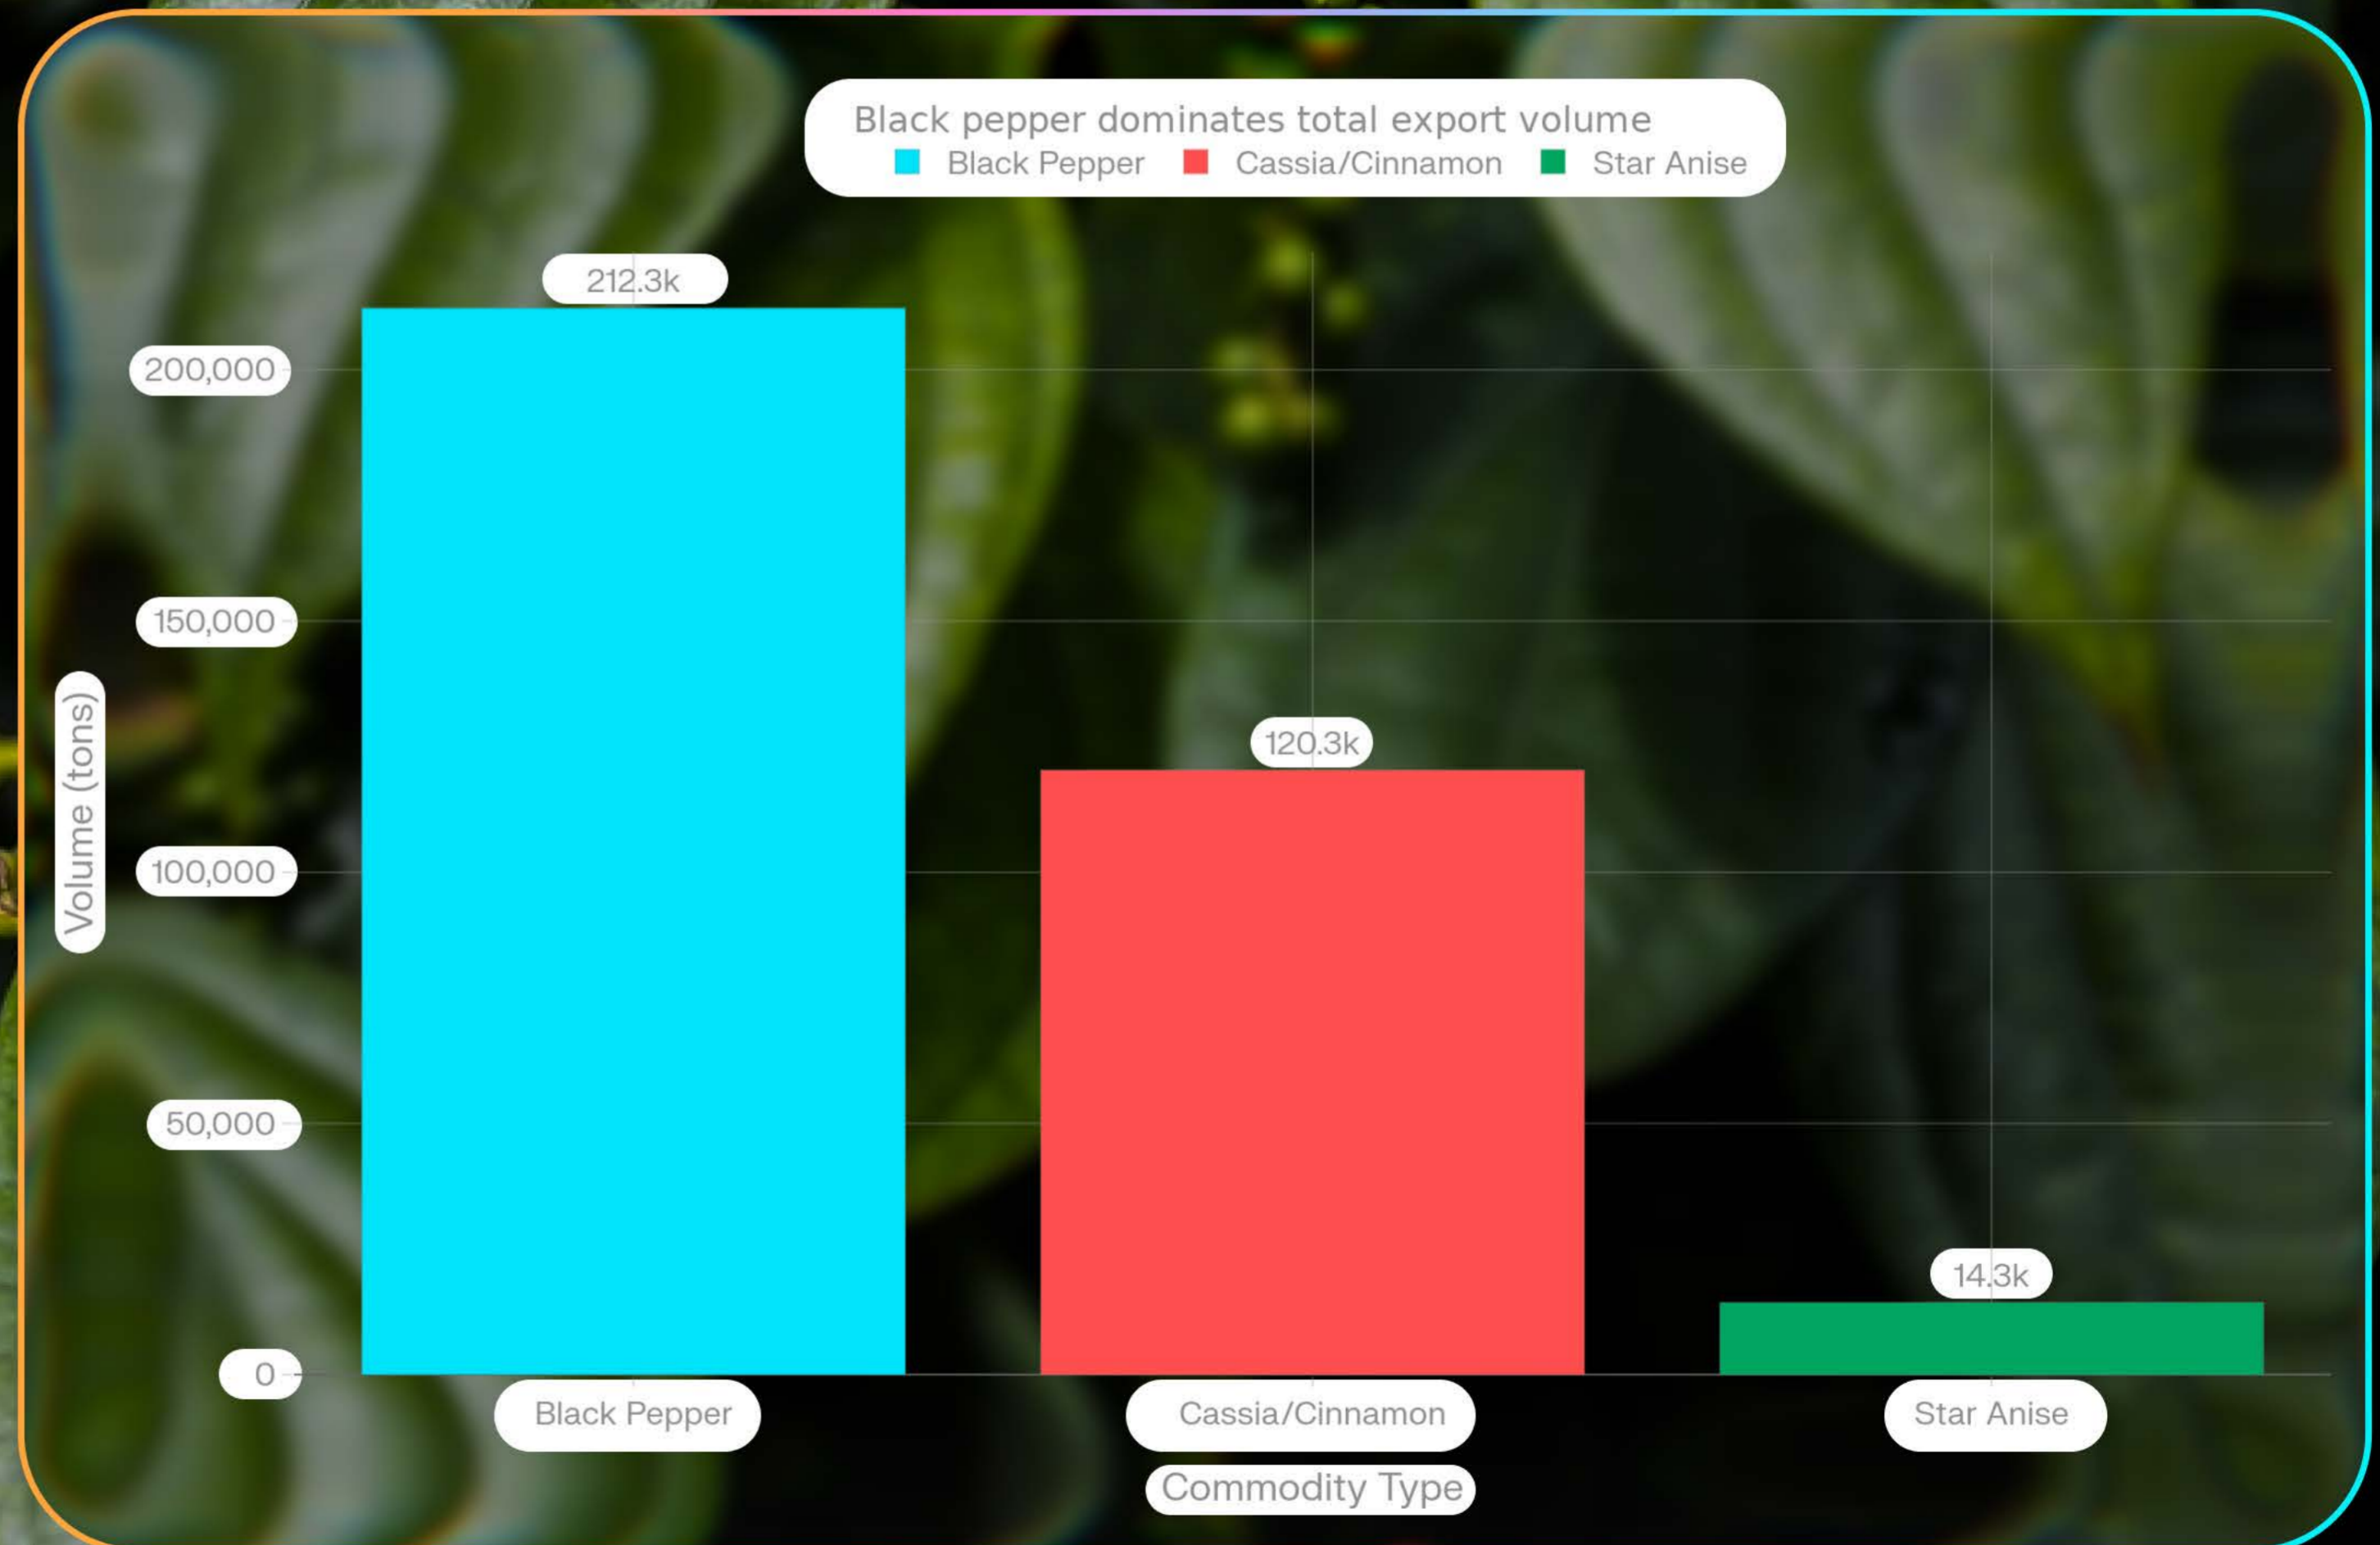 Black pepper dominates total export volume
Black Pepper Cassia/Cinnamon Star Anise
212.3k
200,000
150,000
Volume (tons)
120.3k
100,000
50,000
14.3k
0
Black Pepper Cassia/Cinnamon Star Anise
Commodity Type